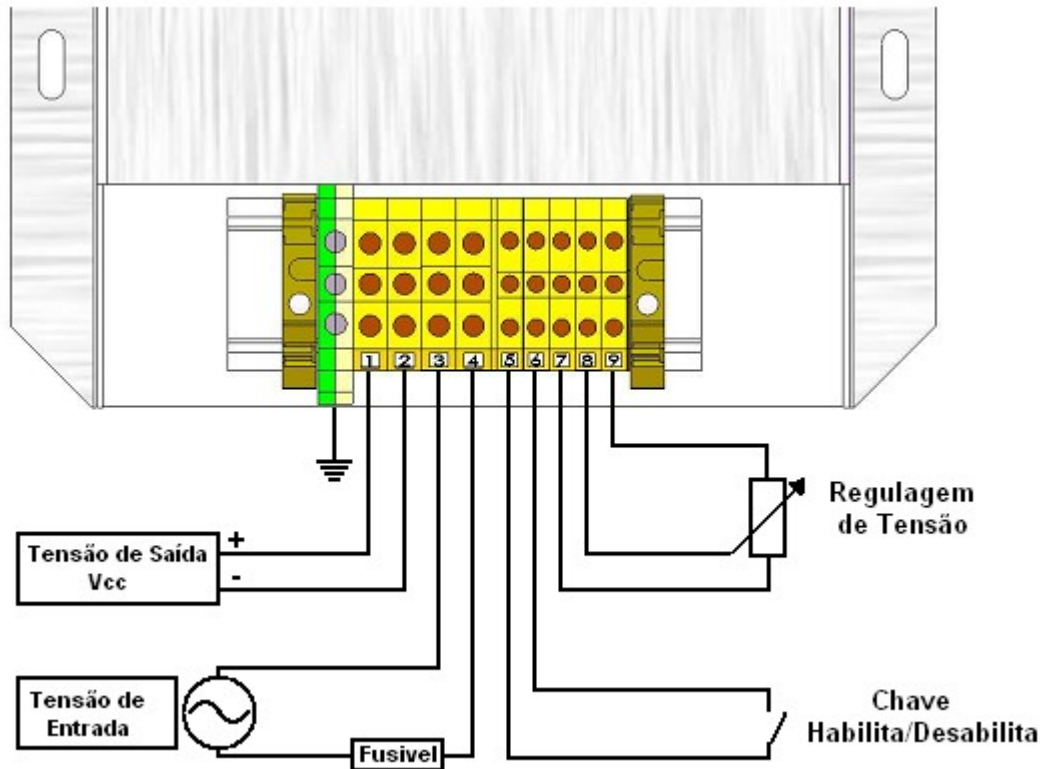 1 2 3 4 5 6 7 8 9
Regulagem
de Tensão
Tensão de Saída
Vcc
+
-
Tensão de
Entrada
Fusivel
Chave
Habilita/Desabilita